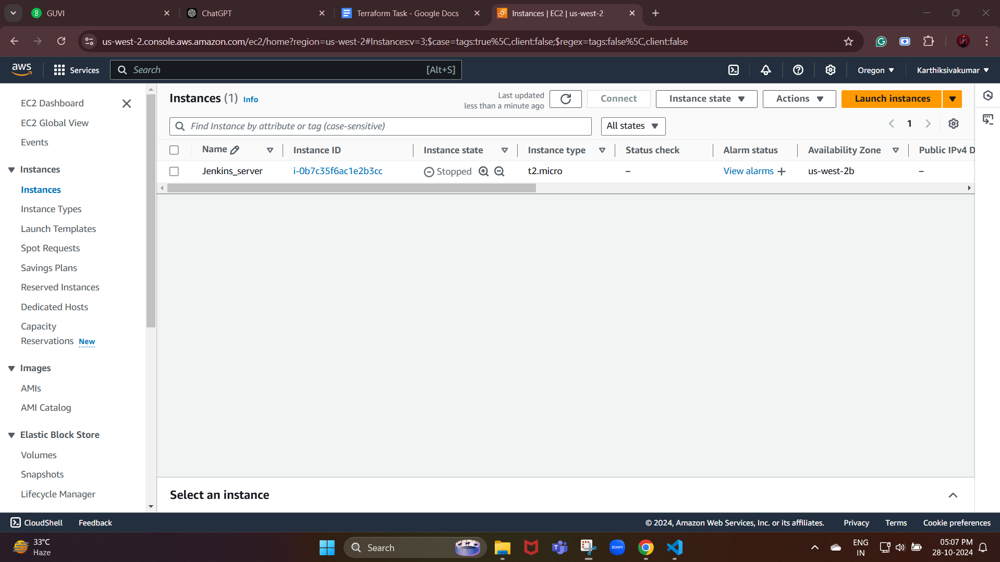 GUVI
ChatGPT
Terraform Task - Google Docs
Instances | EC2 | us-west-2
us-west-2.console.aws.amazon.com/ec2/home?region=us-west-2#Instances:v=3;$case=tags:true%5C,client:false;$regex=tags:false%5C,client:false
aws
Services
Search
[Alt+S]
Oregon
Karthiksivakumar
EC2 Dashboard
EC2 Global View
Events
Instances
Instances
Instance Types
Launch Templates
Spot Requests
Savings Plans
Reserved Instances
Dedicated Hosts
Capacity
Reservations New
Images
AMIs
AMI Catalog
Elastic Block Store
Volumes
Snapshots
Lifecycle Manager
Instances (1) Info
Last updated
less than a minute ago
Connect
Instance state
Actions
Launch instances
Find Instance by attribute or tag (case-sensitive)
All states
1
Name Instance ID Instance state Instance type Status check Alarm status Availability Zone Public IPv4 D
Jenkins_server i-0b7c35f6ac1e2b3cc Stopped t2.micro – View alarms + us-west-2b –
Select an instance
CloudShell Feedback © 2024, Amazon Web Services, Inc. or its affiliates. Privacy Terms Cookie preferences
33°C
Haze
Search
zoom
ENG
IN
05:07 PM
28-10-2024